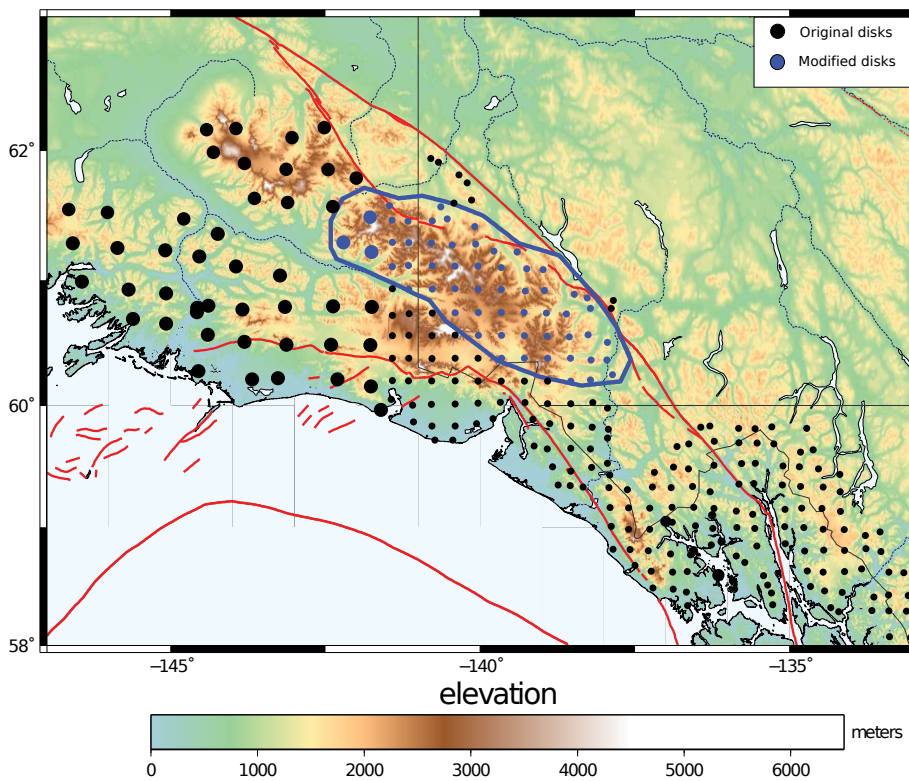 Original disks
Modified disks
62°
60°
58°
−145° −140° −135°
elevation
meters
0 1000 2000 3000 4000 5000 6000